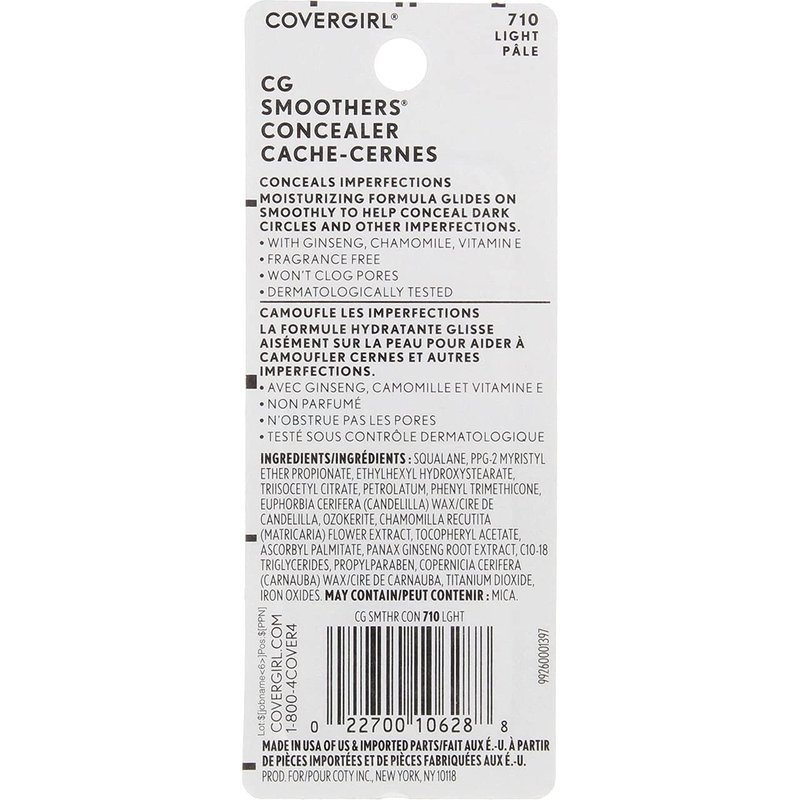 COVERGIRL®
710
LIGHT
PÂLE
CG
SMOOTHERS®
CONCEALER
CACHE-CERNES
CONCEALS IMPERFECTIONS
MOISTURIZING FORMULA GLIDES ON
SMOOTHLY TO HELP CONCEAL DARK
CIRCLES AND OTHER IMPERFECTIONS.
• WITH GINSENG, CHAMOMILE, VITAMIN E
• FRAGRANCE FREE
• WON'T CLOG PORES
• DERMATOLOGICALLY TESTED
CAMOUFLE LES IMPERFECTIONS
LA FORMULE HYDRATANTE GLISSE
AISÉMENT SUR LA PEAU POUR AIDER À
CAMOUFLER CERNES ET AUTRES
IMPERFECTIONS.
• AVEC GINSENG, CAMOMILLE ET VITAMINE E
• NON PARFUMÉ
• N'OBSTRUE PAS LES PORES
• TESTÉ SOUS CONTRÔLE DERMATOLOGIQUE
INGREDIENTS/INGRÉDIENTS : SQUALANE, PPG-2 MYRISTYL
ETHER PROPIONATE, ETHYLHEXYL HYDROXYSTEARATE,
TRIISOCETYL CITRATE, PETROLATUM, PHENYL TRIMETHICONE,
EUPHORBIA CERIFERA (CANDELILLA) WAX/CIRE DE
CANDELILLA, OZOKERITE, CHAMOMILLA RECUTITA
(MATRICARIA) FLOWER EXTRACT, TOCOPHERYL ACETATE,
ASCORBYL PALMITATE, PANAX GINSENG ROOT EXTRACT, C10-18
TRIGLYCERIDES, PROPYLPARABEN, COPERNICIA CERIFERA
(CARNAUBA) WAX/CIRE DE CARNAUBA, TITANIUM DIOXIDE,
IRON OXIDES. MAY CONTAIN/PEUT CONTENIR : MICA.
CG SMTHR CON 710 LGHT
Lot:$[jobname<6>]Pos:$[PPN]
COVERGIRL.COM
1-800-4COVER4
99260001397
0 22700 10628 8
MADE IN USA OF US & IMPORTED PARTS/FAIT AUX É.-U. À PARTIR
DE PIÈCES IMPORTÉES ET DE PIÈCES FABRIQUÉES AUX É.-U.
PROD. FOR/POUR COTY INC., NEW YORK, NY 10118